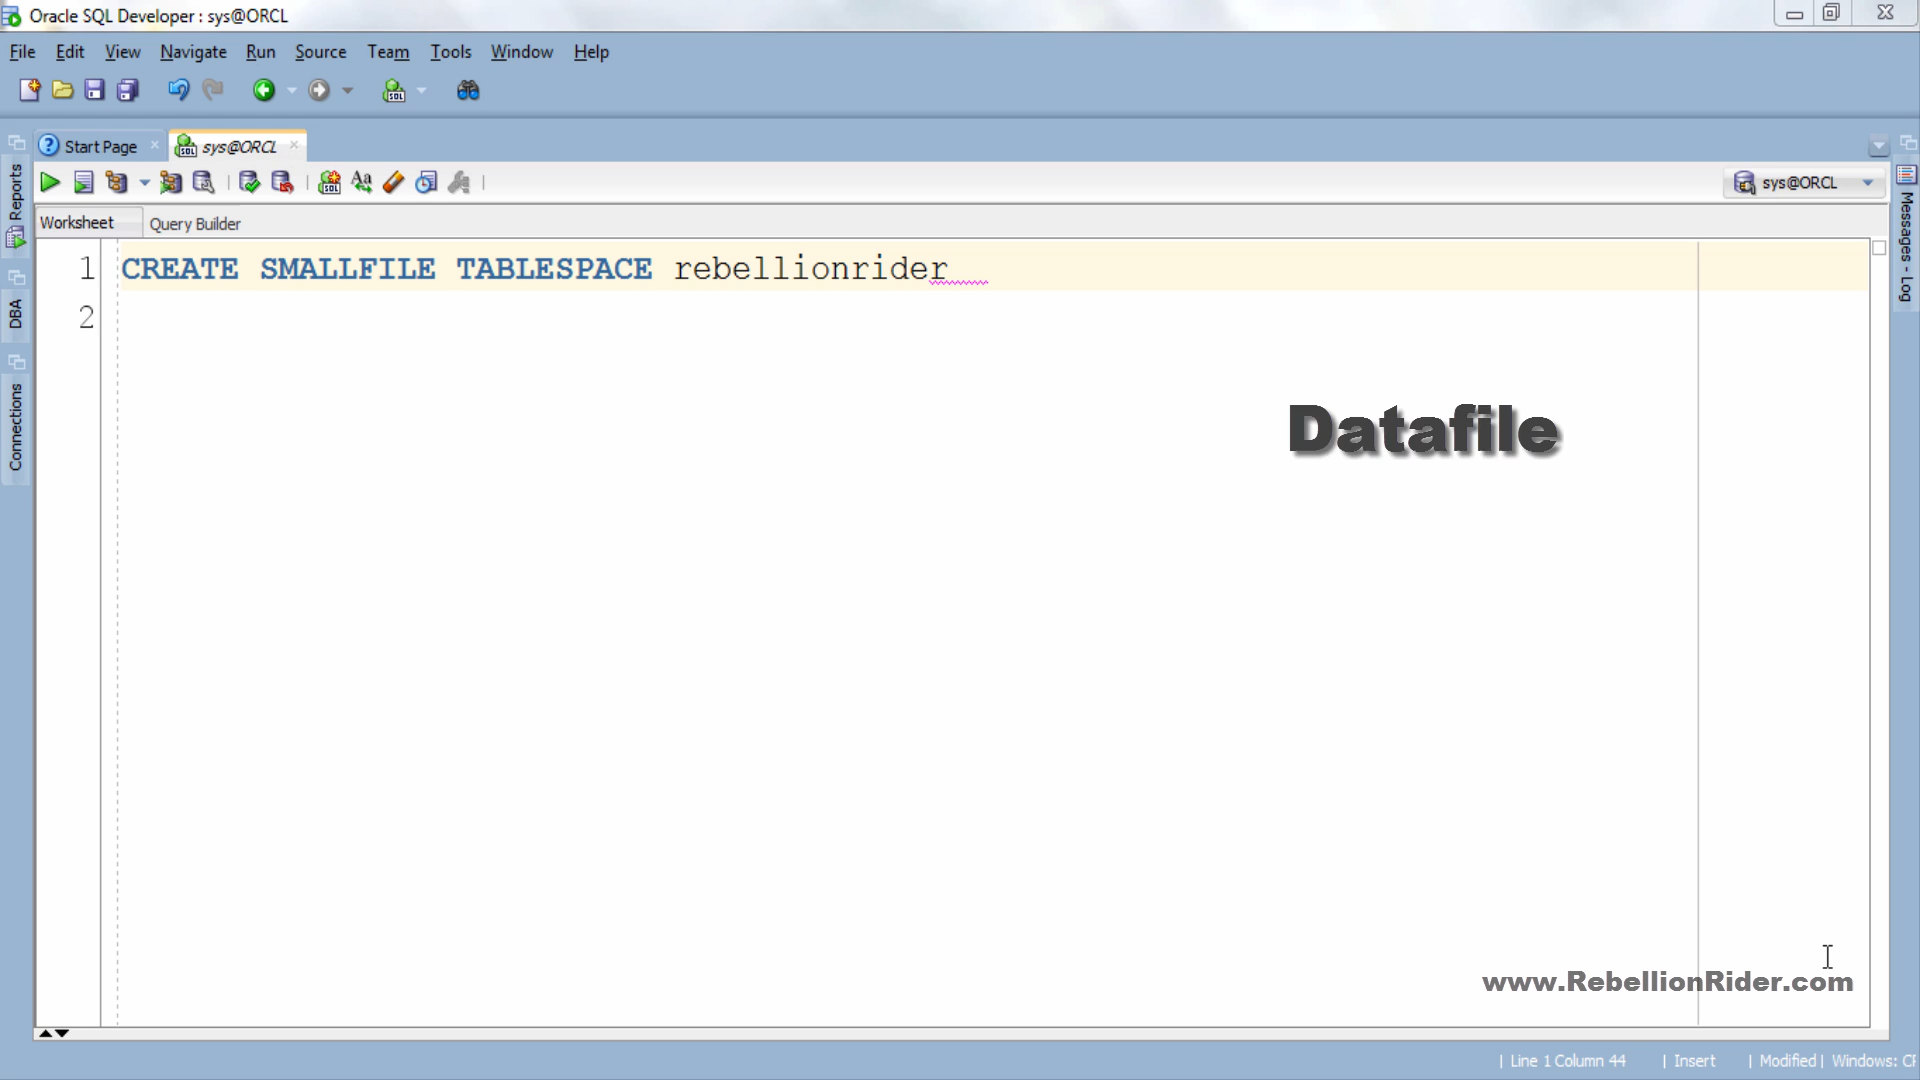 Oracle SQL Developer : sys@ORCL
File Edit View Navigate Run Source Team Tools Window Help
Start Page sys@ORCL
sys@ORCL
Worksheet Query Builder
1 CREATE SMALLFILE TABLESPACE rebellionrider
2
Datafile
Reports
DBA
Connections
Messages - Log
www.RebellionRider.com
| Line 1 Column 44 | Insert | Modified | Windows: CF